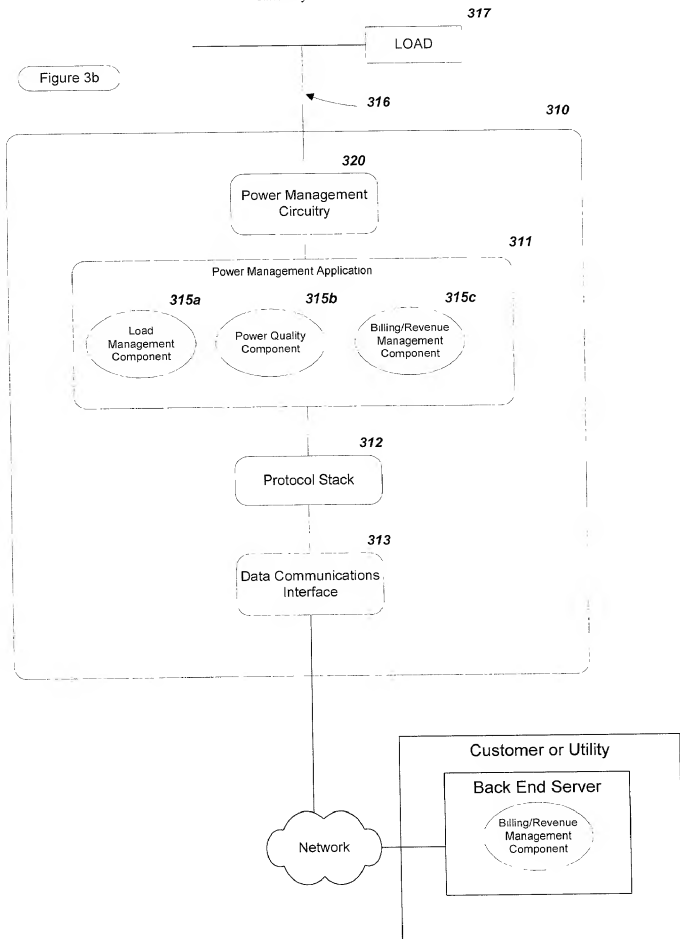 317
LOAD
Figure 3b
316
310
320
Power Management
Circuitry
311
Power Management Application
315a
315b
315c
Load
Management
Component
Power Quality
Component
Billing/Revenue
Management
Component
312
Protocol Stack
313
Data Communications
Interface
Customer or Utility
Back End Server
Billing/Revenue
Management
Component
Network